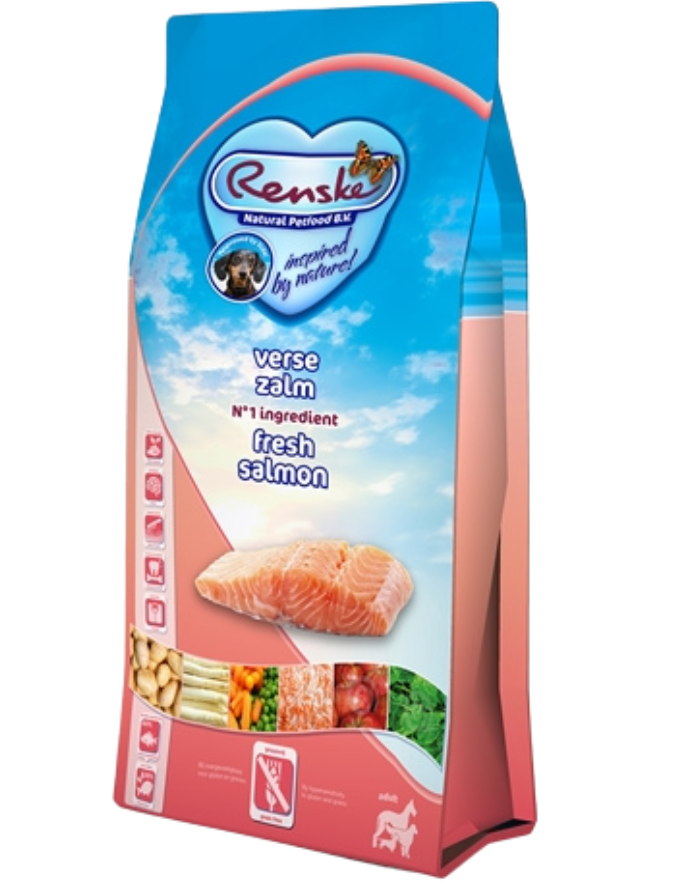 Renske
Natural Petfood B.V.
inspired
by nature!
verse
zalm
N°1 ingredient
fresh
salmon
adult